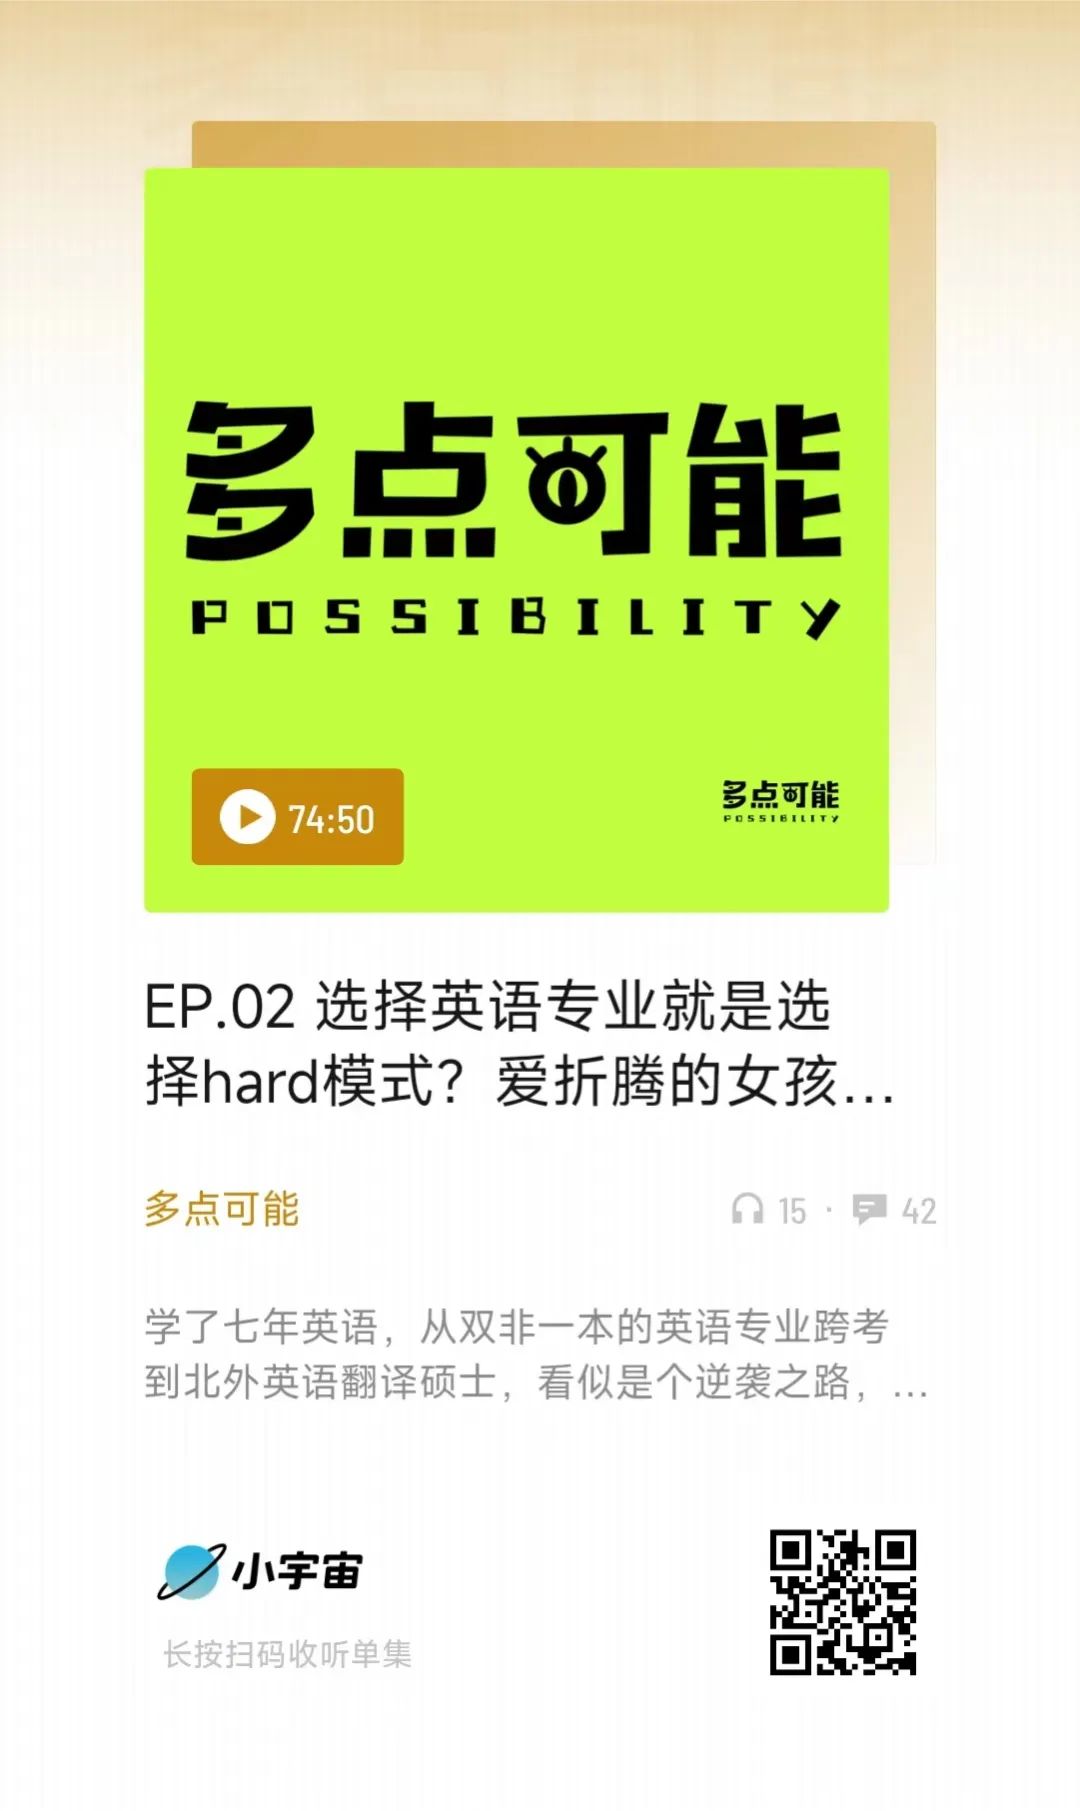 多点可能
POSSIBILITY
74:50
多点可能
POSSIBILITY
EP.02 选择英语专业就是选
择hard模式？爱折腾的女孩...
多点可能
15 · 42
学了七年英语，从双非一本的英语专业跨考
到北外英语翻译硕士，看似是个逆袭之路，...
小宇宙
长按扫码收听单集